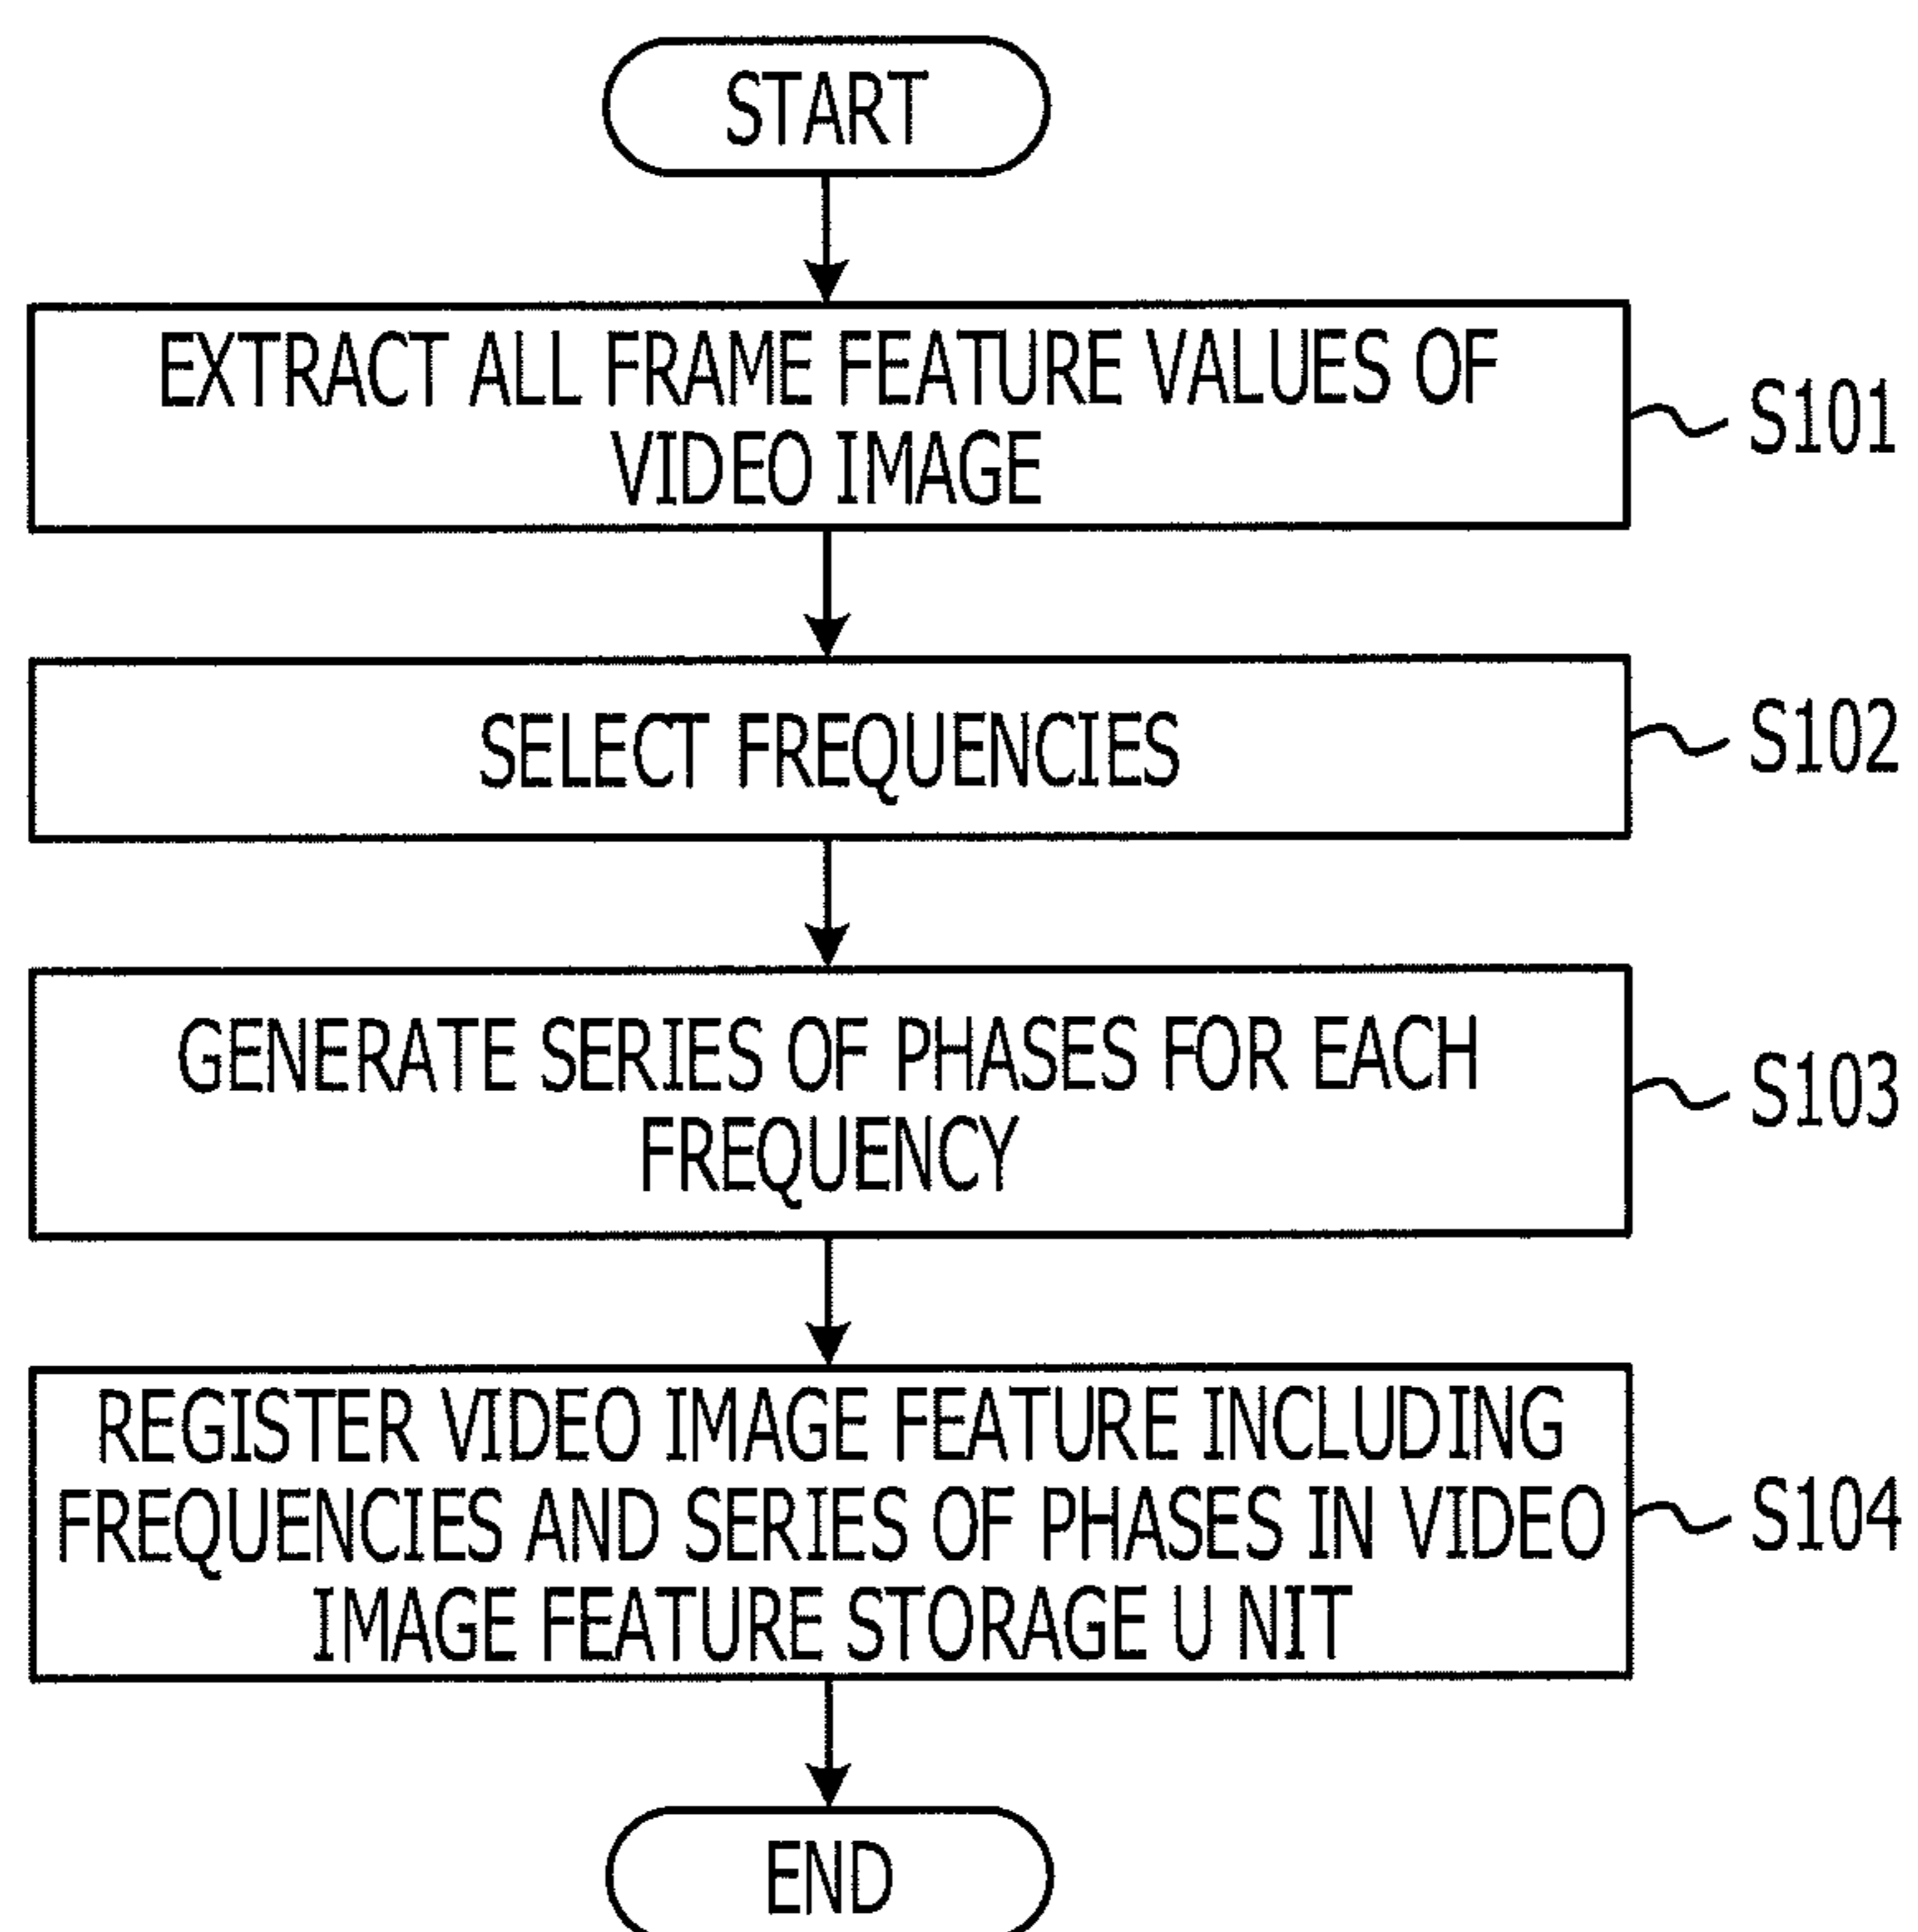 START
EXTRACT ALL FRAME FEATURE VALUES OF
VIDEO IMAGE
S101
SELECT FREQUENCIES
S102
GENERATE SERIES OF PHASES FOR EACH
FREQUENCY
S103
REGISTER VIDEO IMAGE FEATURE INCLUDING
FREQUENCIES AND SERIES OF PHASES IN VIDEO
IMAGE FEATURE STORAGE U NIT
S104
END